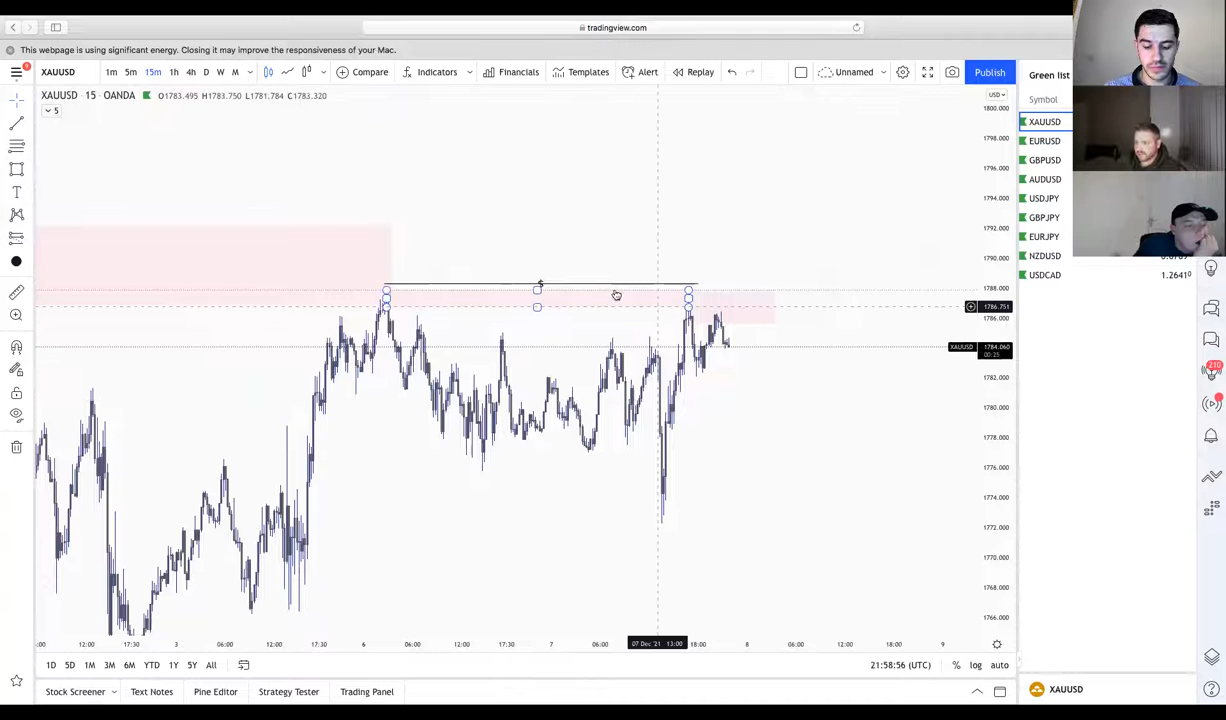 tradingview.com
This webpage is using significant energy. Closing it may improve the responsiveness of your Mac.
XAUUSD 1m 5m 15m 1h 4h D W M Compare Indicators Financials Templates Alert Replay Unnamed Publish
Green list
XAUUSD · 15 · OANDA O1783.495 H1783.750 L1781.784 C1783.320
USD
5
Symbol
XAUUSD
EURUSD
GBPUSD
AUDUSD
USDJPY
GBPJPY
EURJPY
NZDUSD
USDCAD 1.26410
1800.000
1798.000
1796.000
1794.000
1792.000
1790.000
1788.000
1786.751
1786.000
XAUUSD 1784.060
00:25
1782.000
1780.000
1778.000
1776.000
1774.000
1772.000
1770.000
1768.000
1766.000
$
210
:00 12:00 17:30 3 06:00 12:00 17:30 6 06:00 12:00 17:30 7 06:00 07 Dec '21 13:00 18:00 8 06:00 12:00 18:00 9
1D 5D 1M 3M 6M YTD 1Y 5Y All 21:58:56 (UTC) % log auto
Stock Screener Text Notes Pine Editor Strategy Tester Trading Panel
XAUUSD